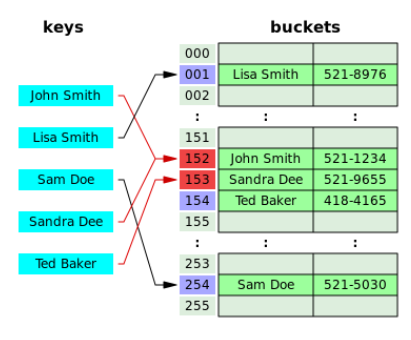 keys
buckets
000
001 Lisa Smith 521-8976
002
: : :
151
152 John Smith 521-1234
153 Sandra Dee 521-9655
154 Ted Baker 418-4165
155
: : :
253
254 Sam Doe 521-5030
255
John Smith
Lisa Smith
Sam Doe
Sandra Dee
Ted Baker